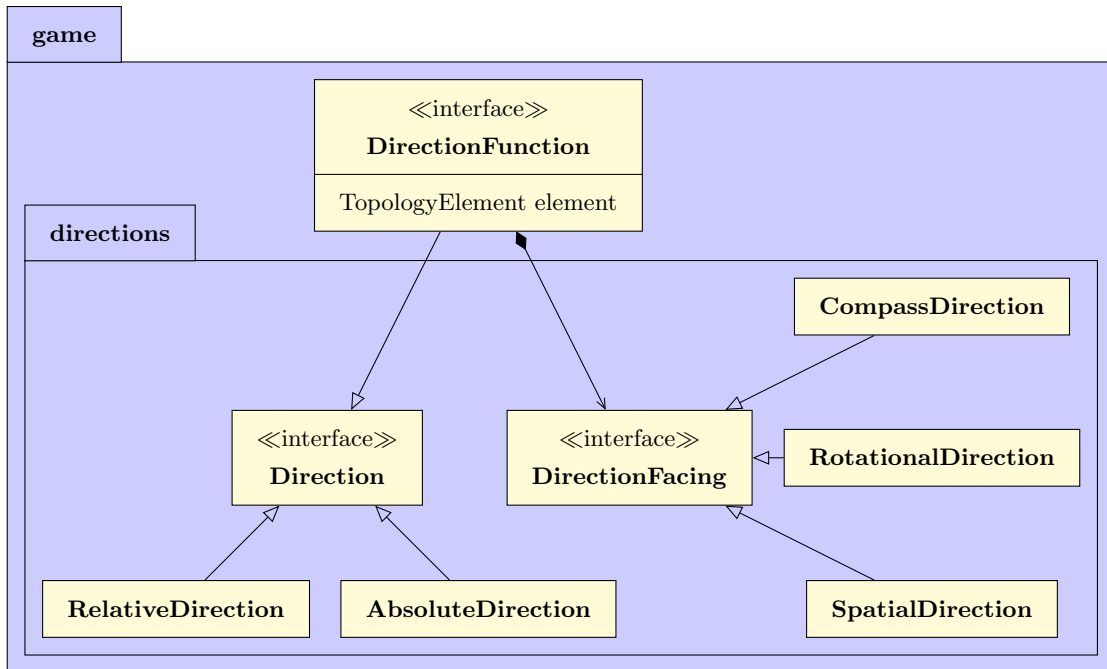 game
≪interface≫
DirectionFunction
TopologyElement element
directions
CompassDirection
≪interface≫
Direction
≪interface≫
DirectionFacing
RotationalDirection
RelativeDirection
AbsoluteDirection
SpatialDirection